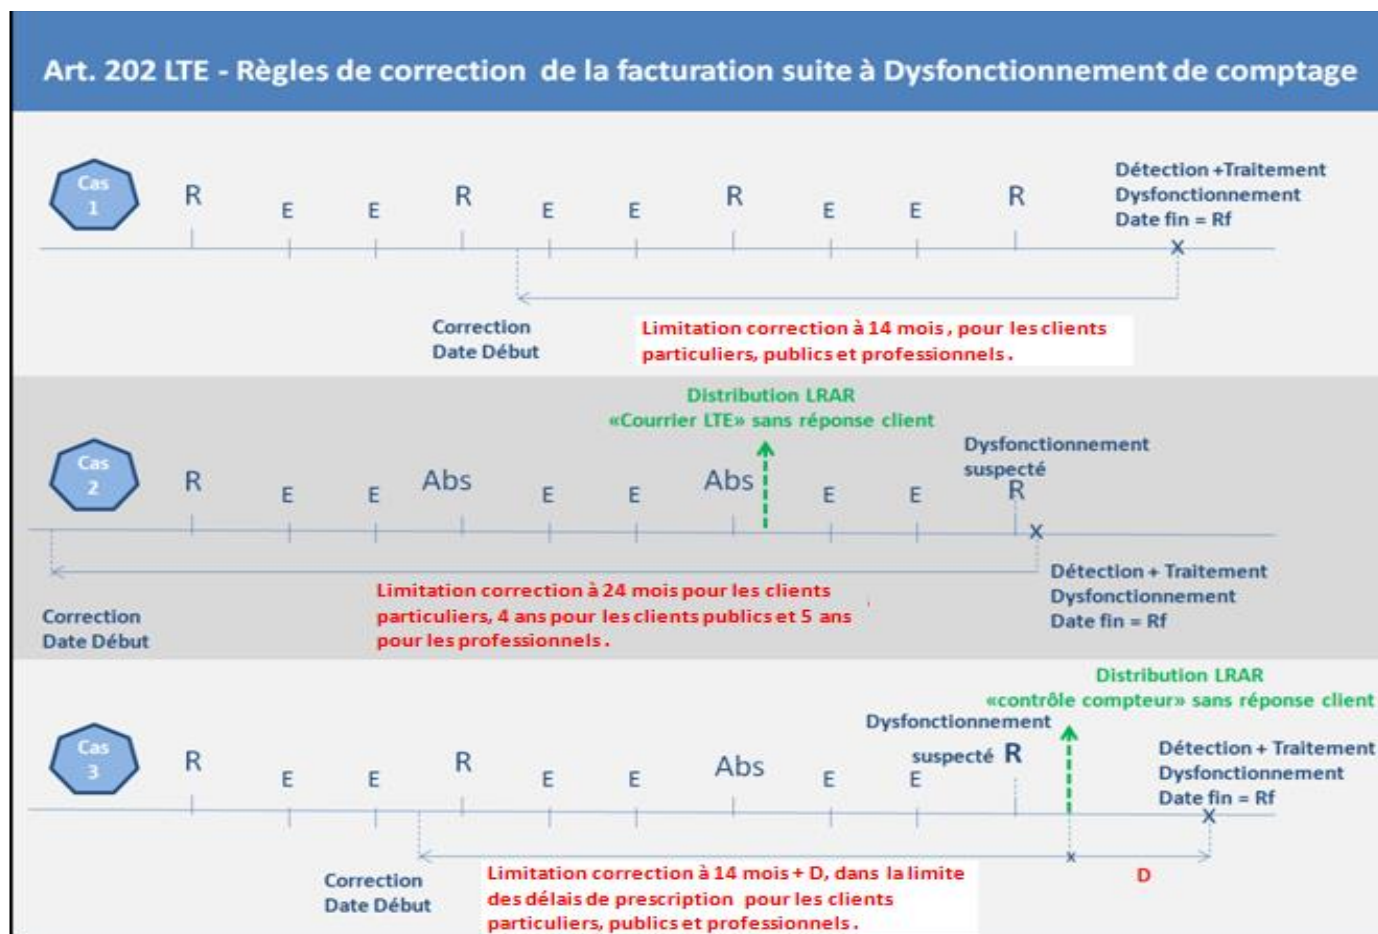 Art. 202 LTE - Règles de correction de la facturation suite à Dysfonctionnement de comptage
Cas
1
R
E
E
R
E
E
R
E
E
R
Détection +Traitement
Dysfonctionnement
Date fin = Rf
x
Correction
Date Début
Limitation correction à 14 mois , pour les clients
particuliers, publics et professionnels .
Distribution LRAR
«Courrier LTE» sans réponse client
Cas
2
R
E
E
Abs
E
E
Abs
E
E
Dysfonctionnement
suspecté
R
x
Correction
Date Début
Limitation correction à 24 mois pour les clients
particuliers, 4 ans pour les clients publics et 5 ans
pour les professionnels .
Détection + Traitement
Dysfonctionnement
Date fin = Rf
Distribution LRAR
«contrôle compteur» sans réponse client
Cas
3
R
E
E
R
E
E
Abs
E
E
Dysfonctionnement
suspecté R
Détection + Traitement
Dysfonctionnement
Date fin = Rf
x
x
D
Correction
Date Début
Limitation correction à 14 mois + D, dans la limite
des délais de prescription pour les clients
particuliers, publics et professionnels .